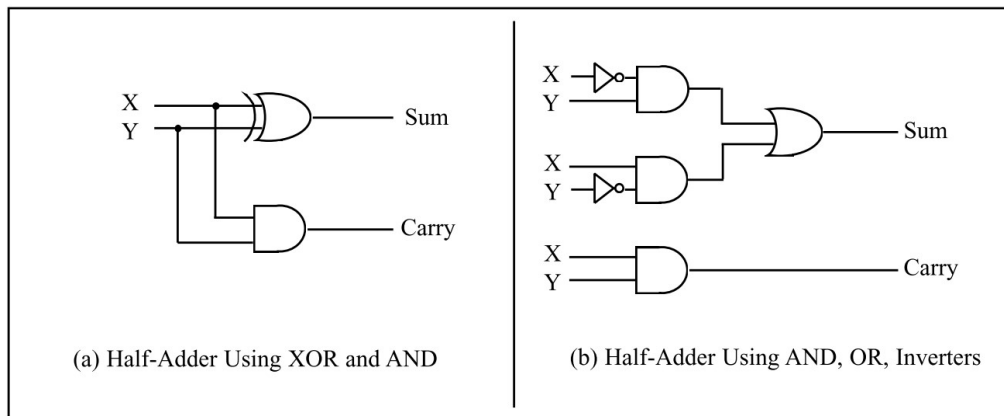 X
Y
Sum
Carry
(a) Half-Adder Using XOR and AND
X
Y
X
Y
Sum
X
Y
Carry
(b) Half-Adder Using AND, OR, Inverters